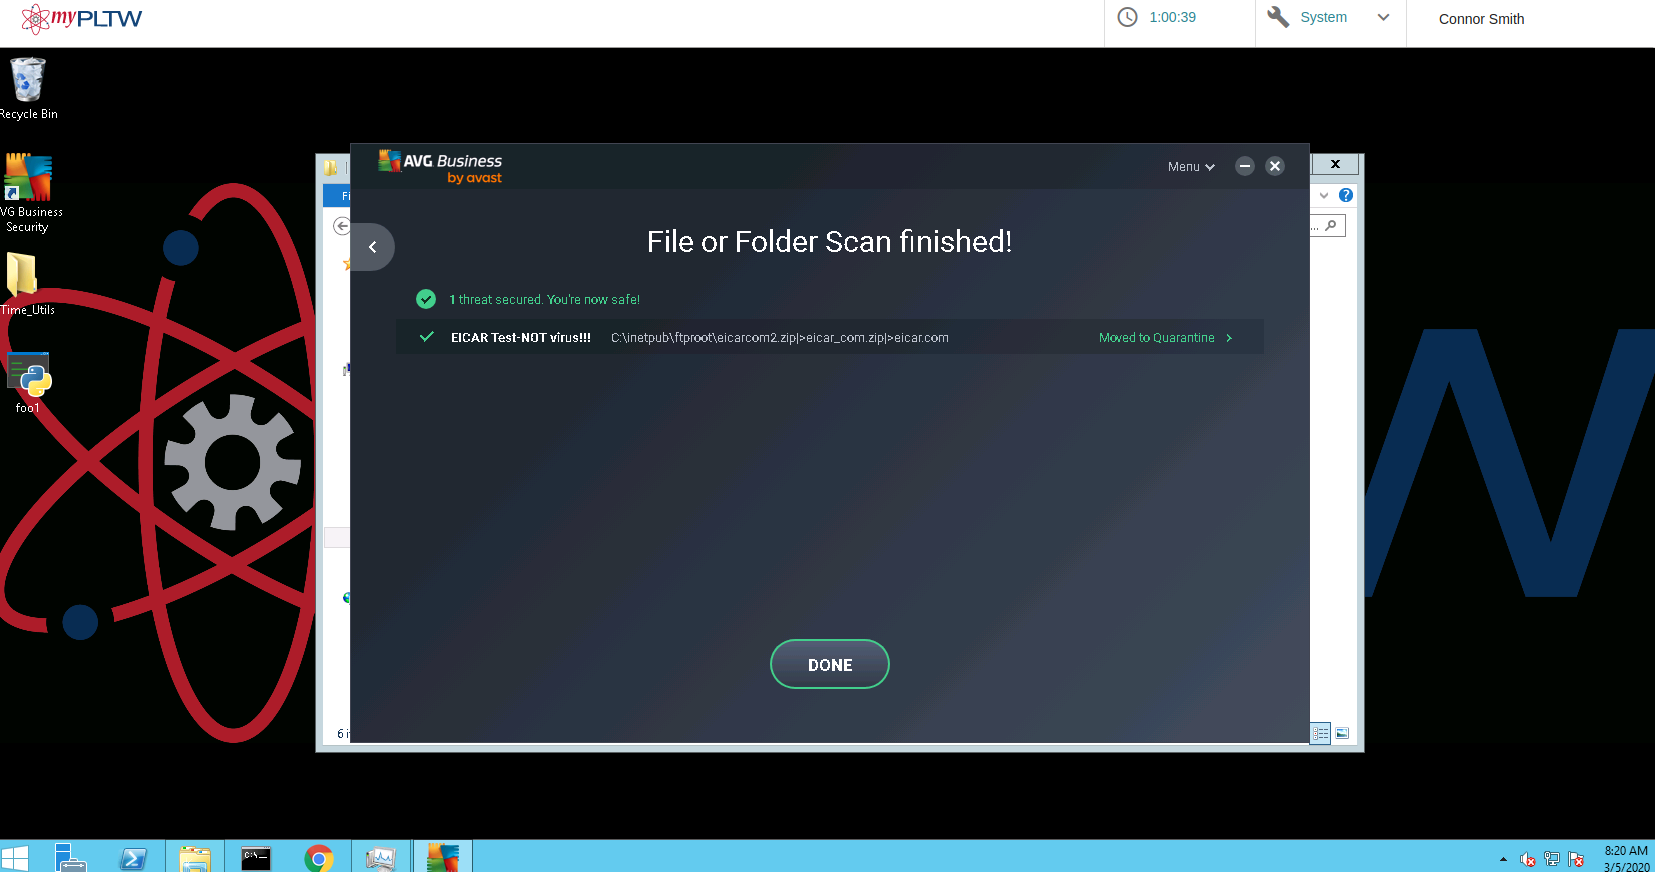 myPLTW
1:00:39
System
Connor Smith
Recycle Bin
VG Business
Security
Time_Utils
foo1
AVG Business
by avast
Menu
File or Folder Scan finished!
1 threat secured. You're now safe!
EICAR Test-NOT virus!!!
C:\inetpub\ftproot\eicarcom2.zip|>eicar_com.zip|>eicar.com
Moved to Quarantine
DONE
Fi
...
6 i
W
C:\
8:20 AM
3/5/2020